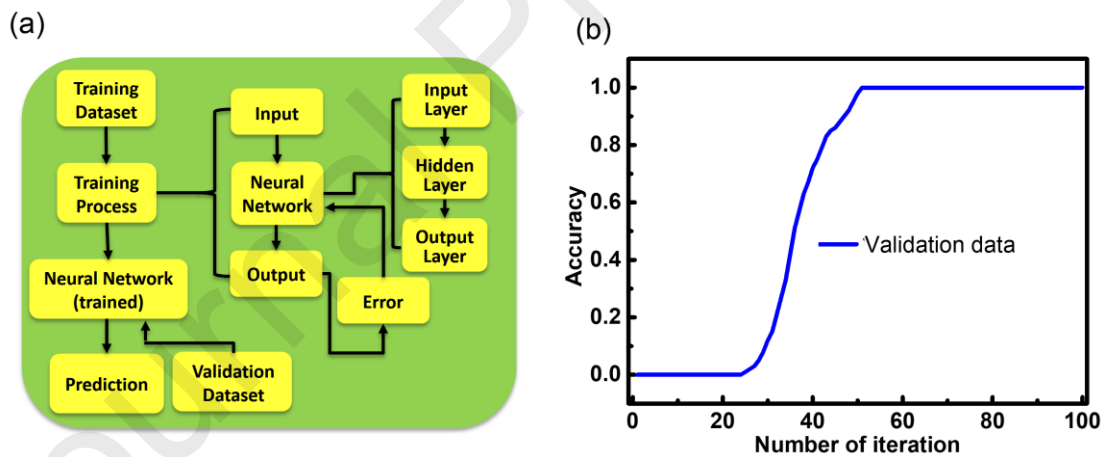 (a)
Training
Dataset
Training
Process
Neural Network
(trained)
Prediction
Validation
Dataset
Input
Neural
Network
Output
Error
Input
Layer
Hidden
Layer
Output
Layer
(b)
Accuracy
1.0
0.8
0.6
0.4
0.2
0.0
Validation data
0 20 40 60 80 100
Number of iteration
urnal P